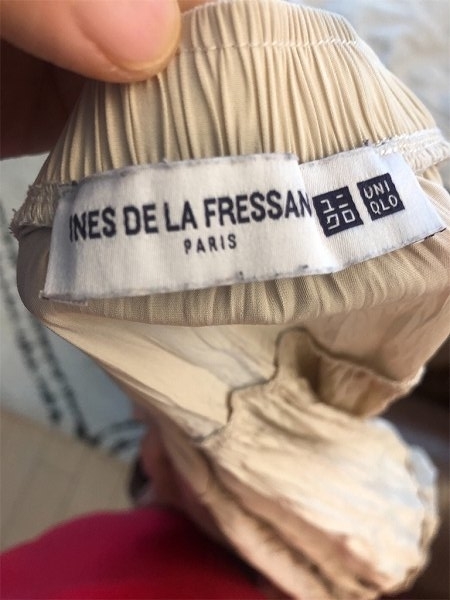 INES DE LA FRESSAN
PARIS
ユニ
クロ
UNI
QLO